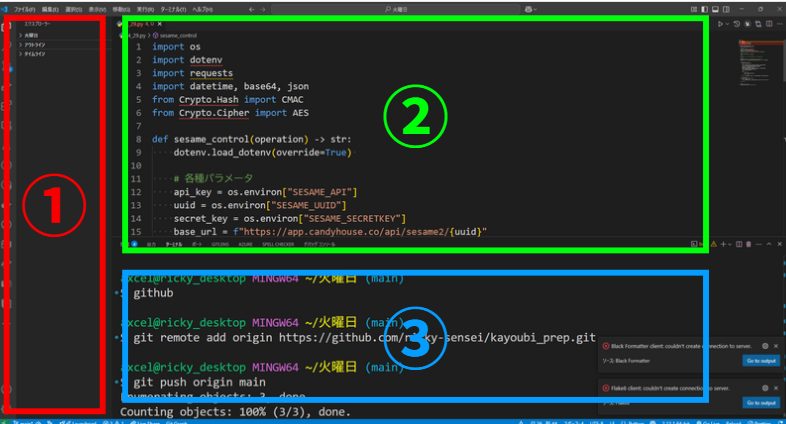 ファイル(F) 編集(E) 選択(S) 表示(V) 移動(G) 実行(R) ターミナル(T) ヘルプ(H)
火曜日
エクスプローラー
> 火曜日
> アウトライン
> タイムライン
①
sesame_control
1 import os
2 import dotenv
3 import requests
4 import datetime, base64, json
5 from Crypto.Hash import CMAC
6 from Crypto.Cipher import AES
7
8 def sesame_control(operation) -> str:
9 dotenv.load_dotenv(override=True)
10
11 # 各種パラメータ
12 api_key = os.environ["SESAME_API"]
13 uuid = os.environ["SESAME_UUID"]
14 secret_key = os.environ["SESAME_SECRETKEY"]
15 base_url = f"https://app.candyhouse.co/api/sesame2/{uuid}"
②
出力 ターミナル ポート GITLENS AZURE SPELL CHECKER デバッグコンソール
axcel@ricky_desktop MINGW64 ~/火曜日 (main)
$ github
axcel@ricky_desktop MINGW64 ~/火曜日 (main)
$ git remote add origin https://github.com/ricky-sensei/kayoubi_prep.git
axcel@ricky_desktop MINGW64 ~/火曜日 (main)
$ git push origin main
Enumerating objects: 3, done.
Counting objects: 100% (3/3), done.
③
Black Formatter client: couldn't create connection to server.
ソース: Black Formatter
Go to output
Flake8 client: couldn't create connection to server.
Go to output